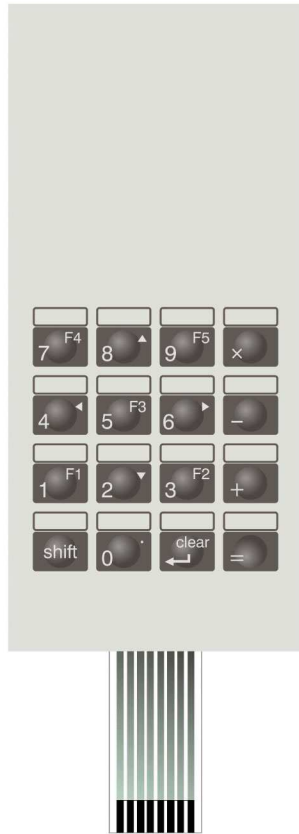 7 F4 8 ▲ 9 F5 ×
4 ◀ 5 F3 6 ▶ −
1 F1 2 ▼ 3 F2 +
shift 0 . clear ↵ =